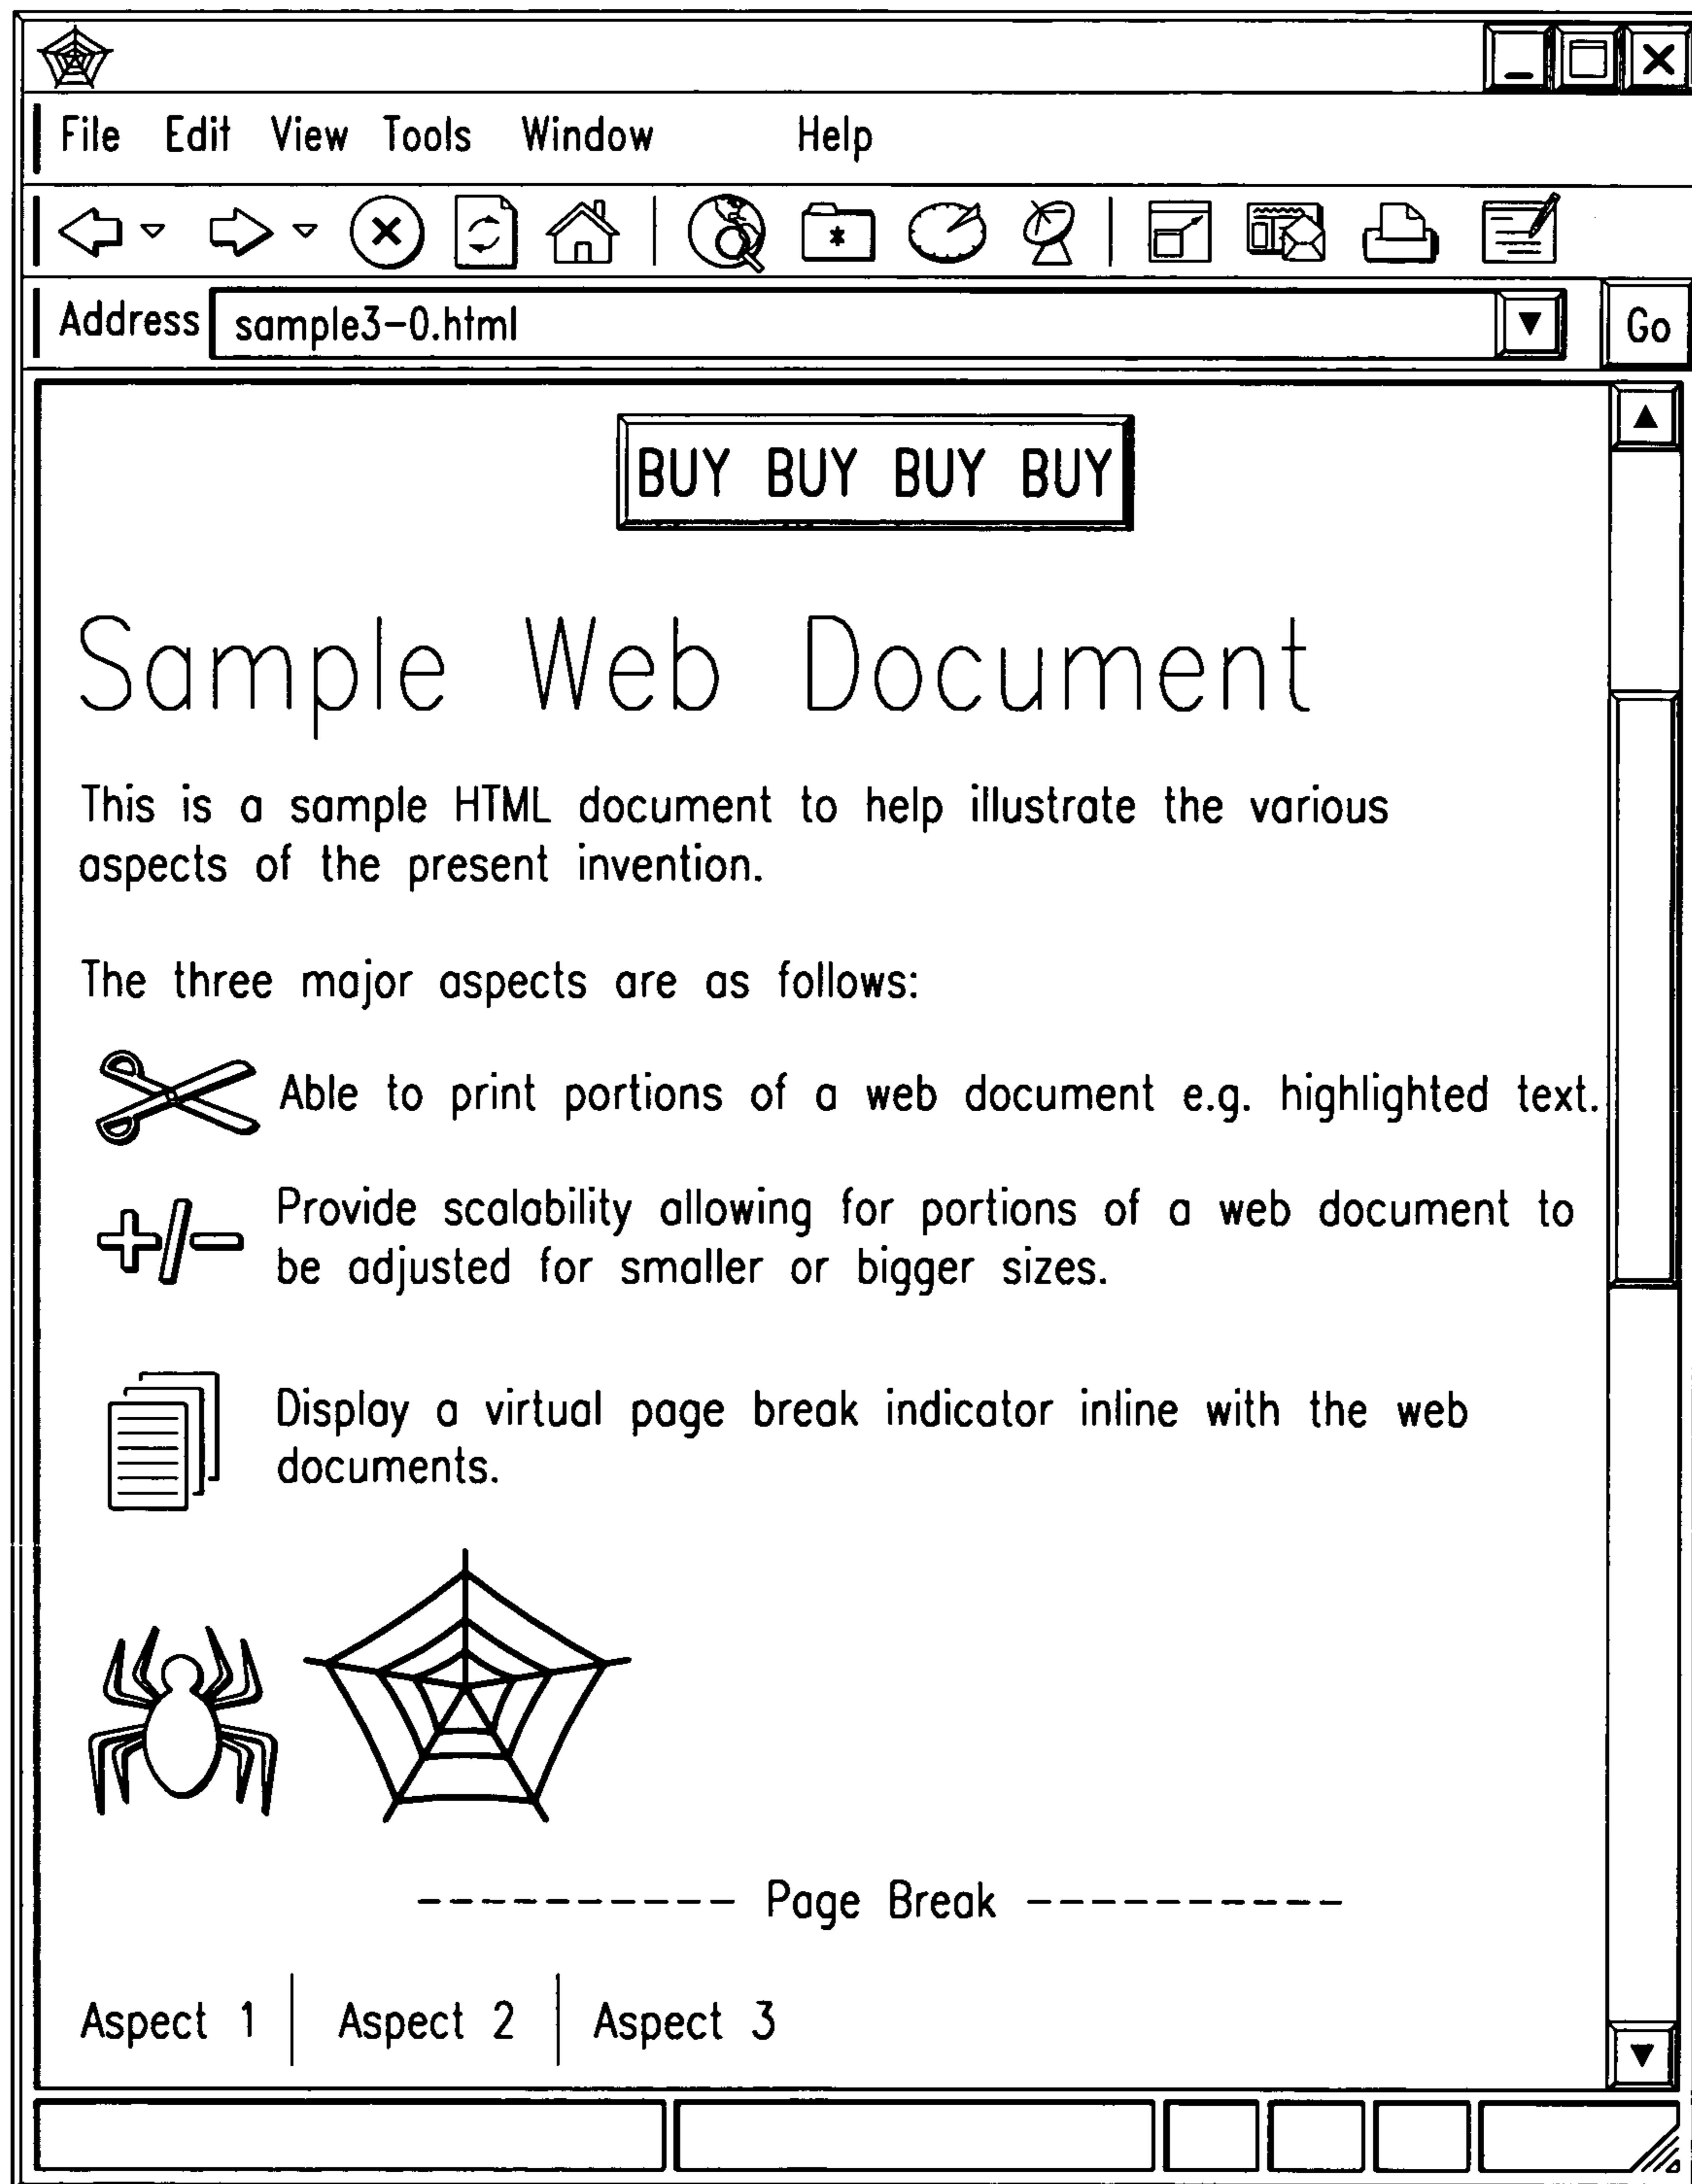 File Edit View Tools Window Help
Address sample3-0.html Go
BUY BUY BUY BUY
Sample Web Document
This is a sample HTML document to help illustrate the various
aspects of the present invention.
The three major aspects are as follows:
Able to print portions of a web document e.g. highlighted text.
+/-
Provide scalability allowing for portions of a web document to
be adjusted for smaller or bigger sizes.
Display a virtual page break indicator inline with the web
documents.
---------- Page Break ----------
Aspect 1 | Aspect 2 | Aspect 3